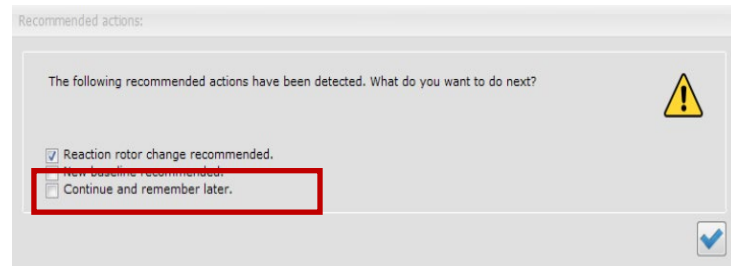 Recommended actions:
The following recommended actions have been detected. What do you want to do next?
Reaction rotor change recommended.
New baseline recommended.
Continue and remember later.